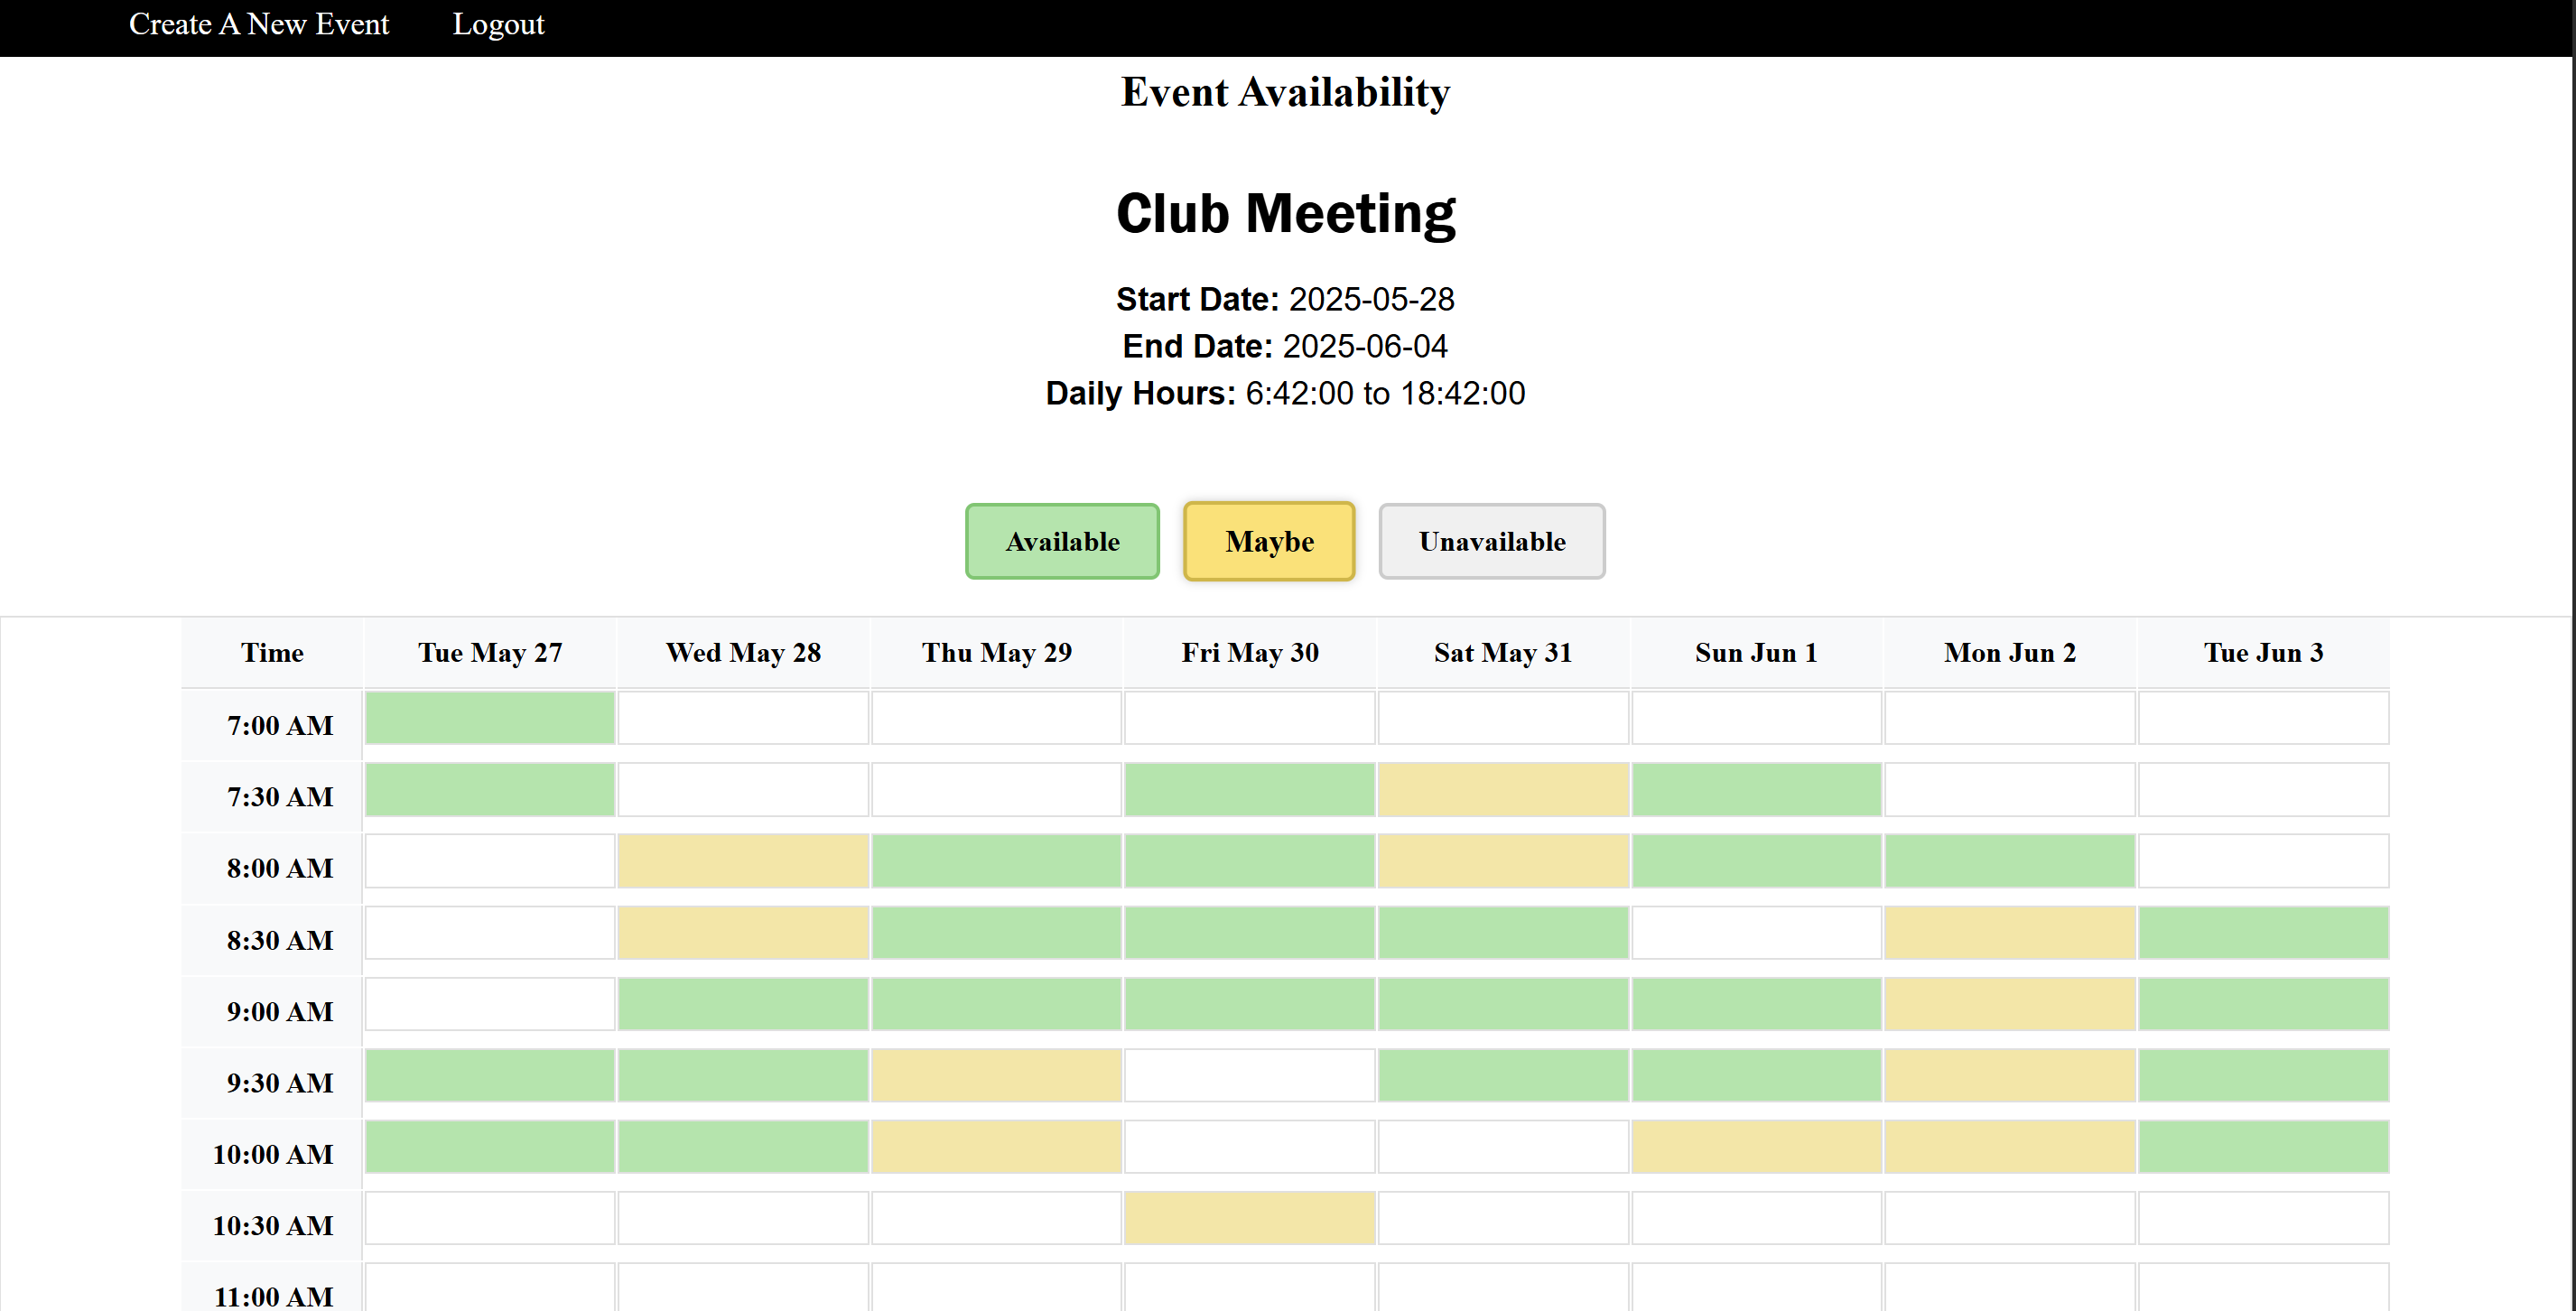 Create A New Event Logout
Event Availability
Club Meeting
Start Date: 2025-05-28
End Date: 2025-06-04
Daily Hours: 6:42:00 to 18:42:00
Available Maybe Unavailable
Time Tue May 27 Wed May 28 Thu May 29 Fri May 30 Sat May 31 Sun Jun 1 Mon Jun 2 Tue Jun 3
7:00 AM
7:30 AM
8:00 AM
8:30 AM
9:00 AM
9:30 AM
10:00 AM
10:30 AM
11:00 AM